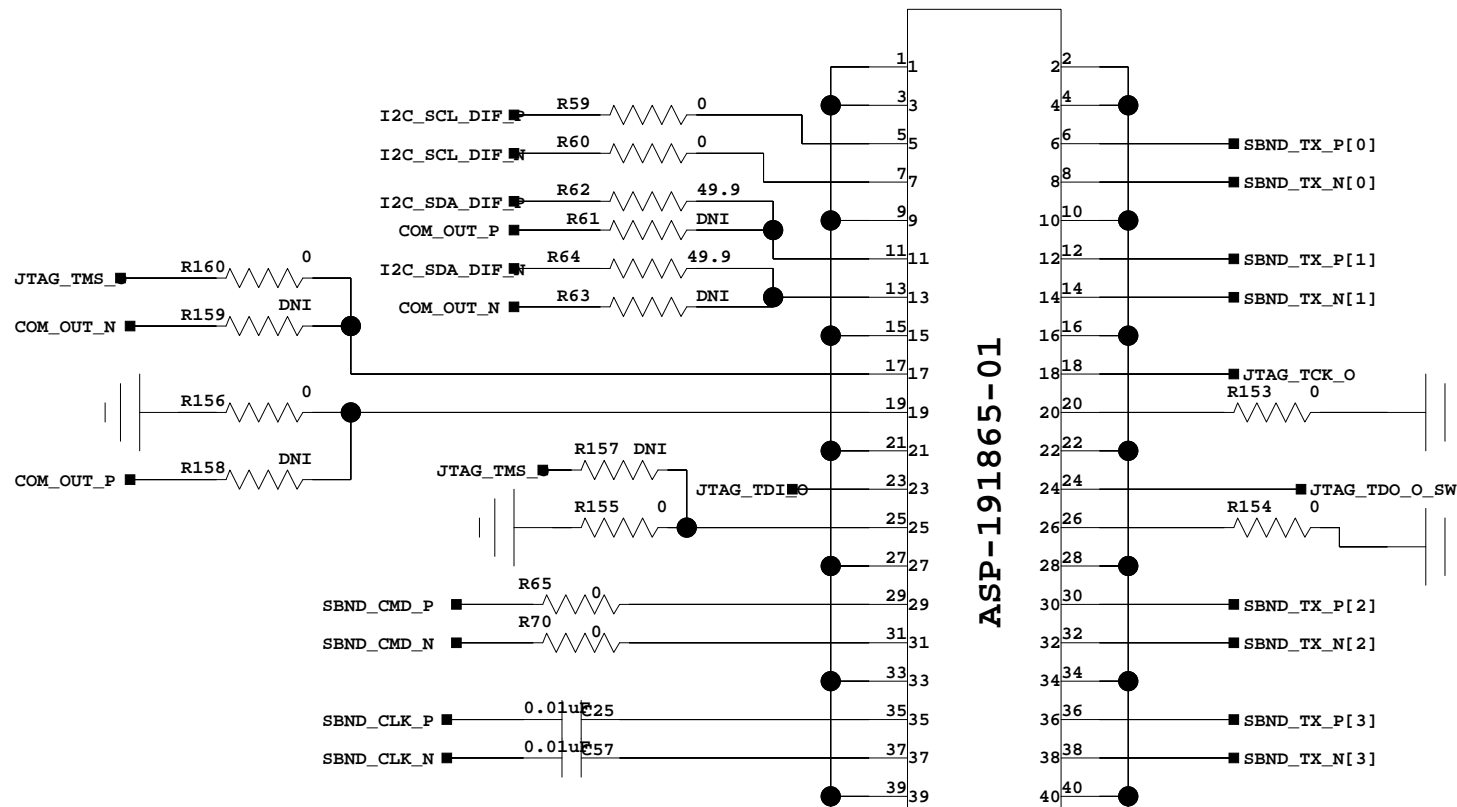 1 1 2 2
3 3 4 4
I2C_SCL_DIF_P R59 0
5 5 6 6 SBND_TX_P[0]
I2C_SCL_DIF_N R60 0
7 7 8 8 SBND_TX_N[0]
I2C_SDA_DIF_P R62 49.9
9 9 10 10
COM_OUT_P R61 DNI
11 11 12 12 SBND_TX_P[1]
I2C_SDA_DIF_N R64 49.9
JTAG_TMS_ R160 0
13 13 14 14 SBND_TX_N[1]
COM_OUT_N R63 DNI
COM_OUT_N R159 DNI
15 15 16 16
17 17 18 18 JTAG_TCK_O
R156 0
19 19 20 20 R153 0
21 21 22 22
COM_OUT_P R158 DNI
JTAG_TMS_ R157 DNI
JTAG_TDI_O 23 23 24 24 JTAG_TDO_O_SW
R155 0
25 25 26 26 R154 0
27 27 28 28
ASP-191865-01
SBND_CMD_P R65 0 29 29 30 30 SBND_TX_P[2]
SBND_CMD_N R70 0 31 31 32 32 SBND_TX_N[2]
33 33 34 34
SBND_CLK_P 0.01uF C25 35 35 36 36 SBND_TX_P[3]
SBND_CLK_N 0.01uF C57 37 37 38 38 SBND_TX_N[3]
39 39 40 40